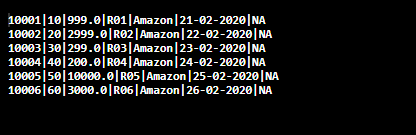 10001|10|999.0|R01|Amazon|21-02-2020|NA
10002|20|2999.0|R02|Amazon|22-02-2020|NA
10003|30|299.0|R03|Amazon|23-02-2020|NA
10004|40|200.0|R04|Amazon|24-02-2020|NA
10005|50|10000.0|R05|Amazon|25-02-2020|NA
10006|60|3000.0|R06|Amazon|26-02-2020|NA